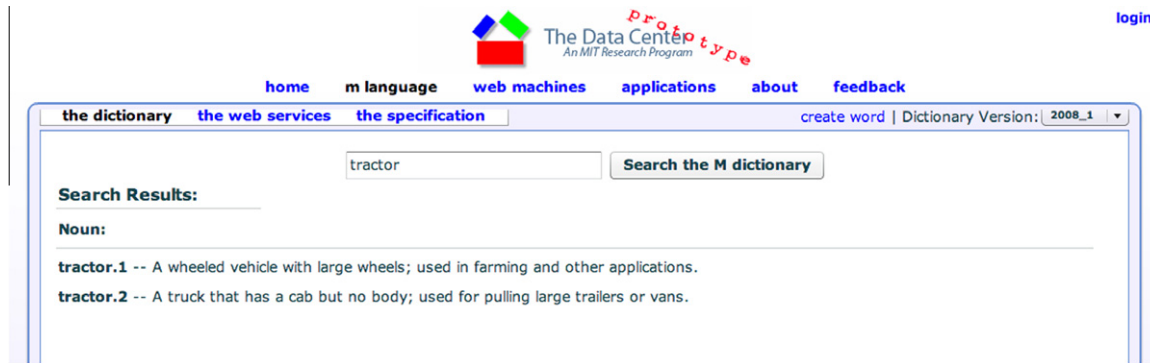 login
prototype
The Data Center
An MIT Research Program
home m language web machines applications about feedback
the dictionary the web services the specification create word | Dictionary Version: 2008_1
tractor Search the M dictionary
Search Results:
Noun:
tractor.1 -- A wheeled vehicle with large wheels; used in farming and other applications.
tractor.2 -- A truck that has a cab but no body; used for pulling large trailers or vans.